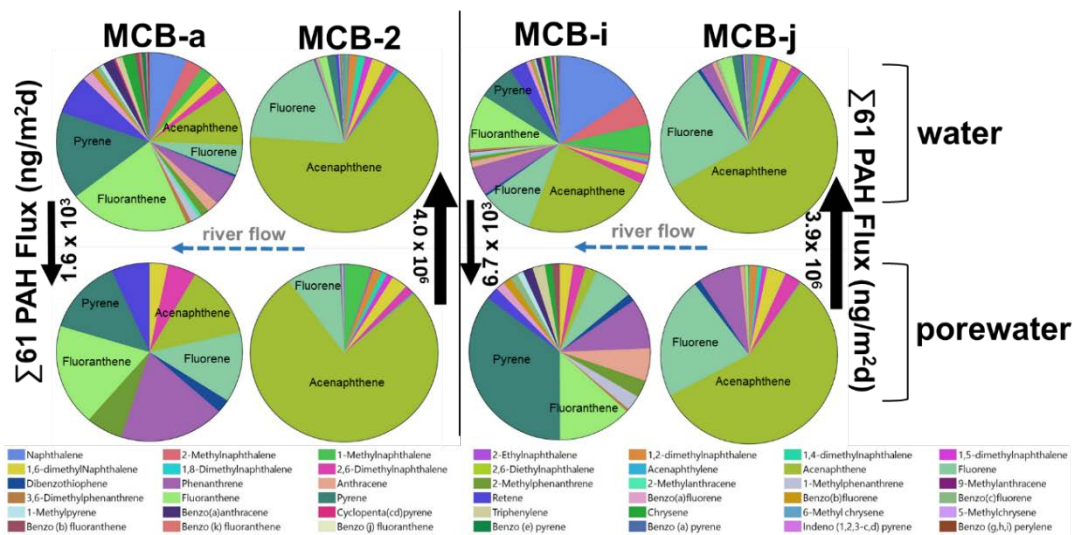 MCB-a
MCB-2
MCB-i
MCB-j
Fluorene
Acenaphthene
Acenaphthene
Fluorene
Pyrene
Fluoranthene
Pyrene
Fluoranthene
Fluorene
Acenaphthene
Fluorene
Acenaphthene
∑61 PAH Flux (ng/m²d)
1.6 x 10³
river flow
4.0 x 10⁶
6.7 x 10³
river flow
3.9x 10⁶
∑61 PAH Flux (ng/m²d)
water
porewater
Pyrene
Acenaphthene
Fluoranthene
Fluorene
Fluorene
Acenaphthene
Pyrene
Fluoranthene
Fluorene
Acenaphthene
Naphthalene 2-Methylnaphthalene 1-Methylnaphthalene 2-Ethylnaphthalene 1,2-dimethylnaphthalene 1,4-dimethylnaphthalene 1,5-dimethylnaphthalene
1,6-dimethylNaphthalene 1,8-Dimethylnaphthalene 2,6-Dimethylnaphthalene 2,6-Diethylnaphthalene Acenaphthylene Acenaphthene Fluorene
Dibenzothiophene Phenanthrene Anthracene 2-Methylphenanthrene 2-Methylanthracene 1-Methylphenanthrene 9-Methylanthracene
3,6-Dimethylphenanthrene Fluoranthene Pyrene Retene Benzo(a)fluorene Benzo(b)fluorene Benzo(c)fluorene
1-Methylpyrene Benzo(a)anthracene Cyclopenta(cd)pyrene Triphenylene Chrysene 6-Methyl chrysene 5-Methylchrysene
Benzo (b) fluoranthene Benzo (k) fluoranthene Benzo (j) fluoranthene Benzo (e) pyrene Benzo (a) pyrene Indeno (1,2,3-c,d) pyrene Benzo (g,h,i) perylene